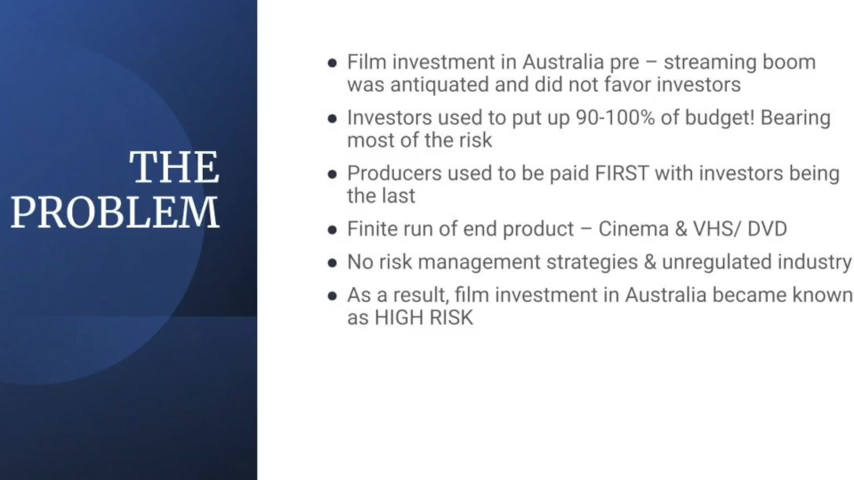 THE
PROBLEM
● Film investment in Australia pre – streaming boom
was antiquated and did not favor investors
● Investors used to put up 90-100% of budget! Bearing
most of the risk
● Producers used to be paid FIRST with investors being
the last
● Finite run of end product – Cinema & VHS/ DVD
● No risk management strategies & unregulated industry
● As a result, film investment in Australia became known
as HIGH RISK